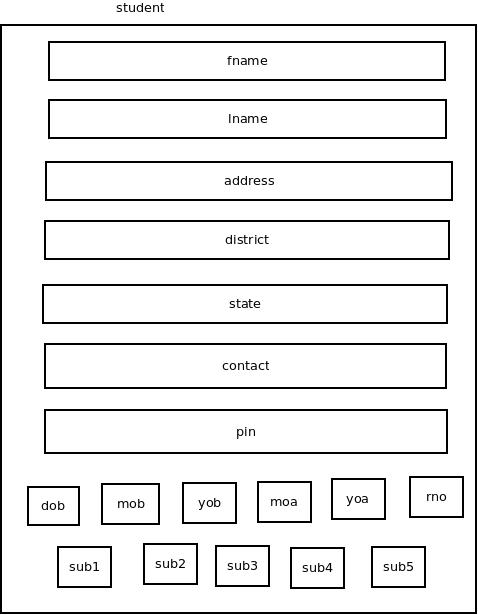 student
fname
lname
address
district
state
contact
pin
dob mob yob moa yoa rno
sub1 sub2 sub3 sub4 sub5